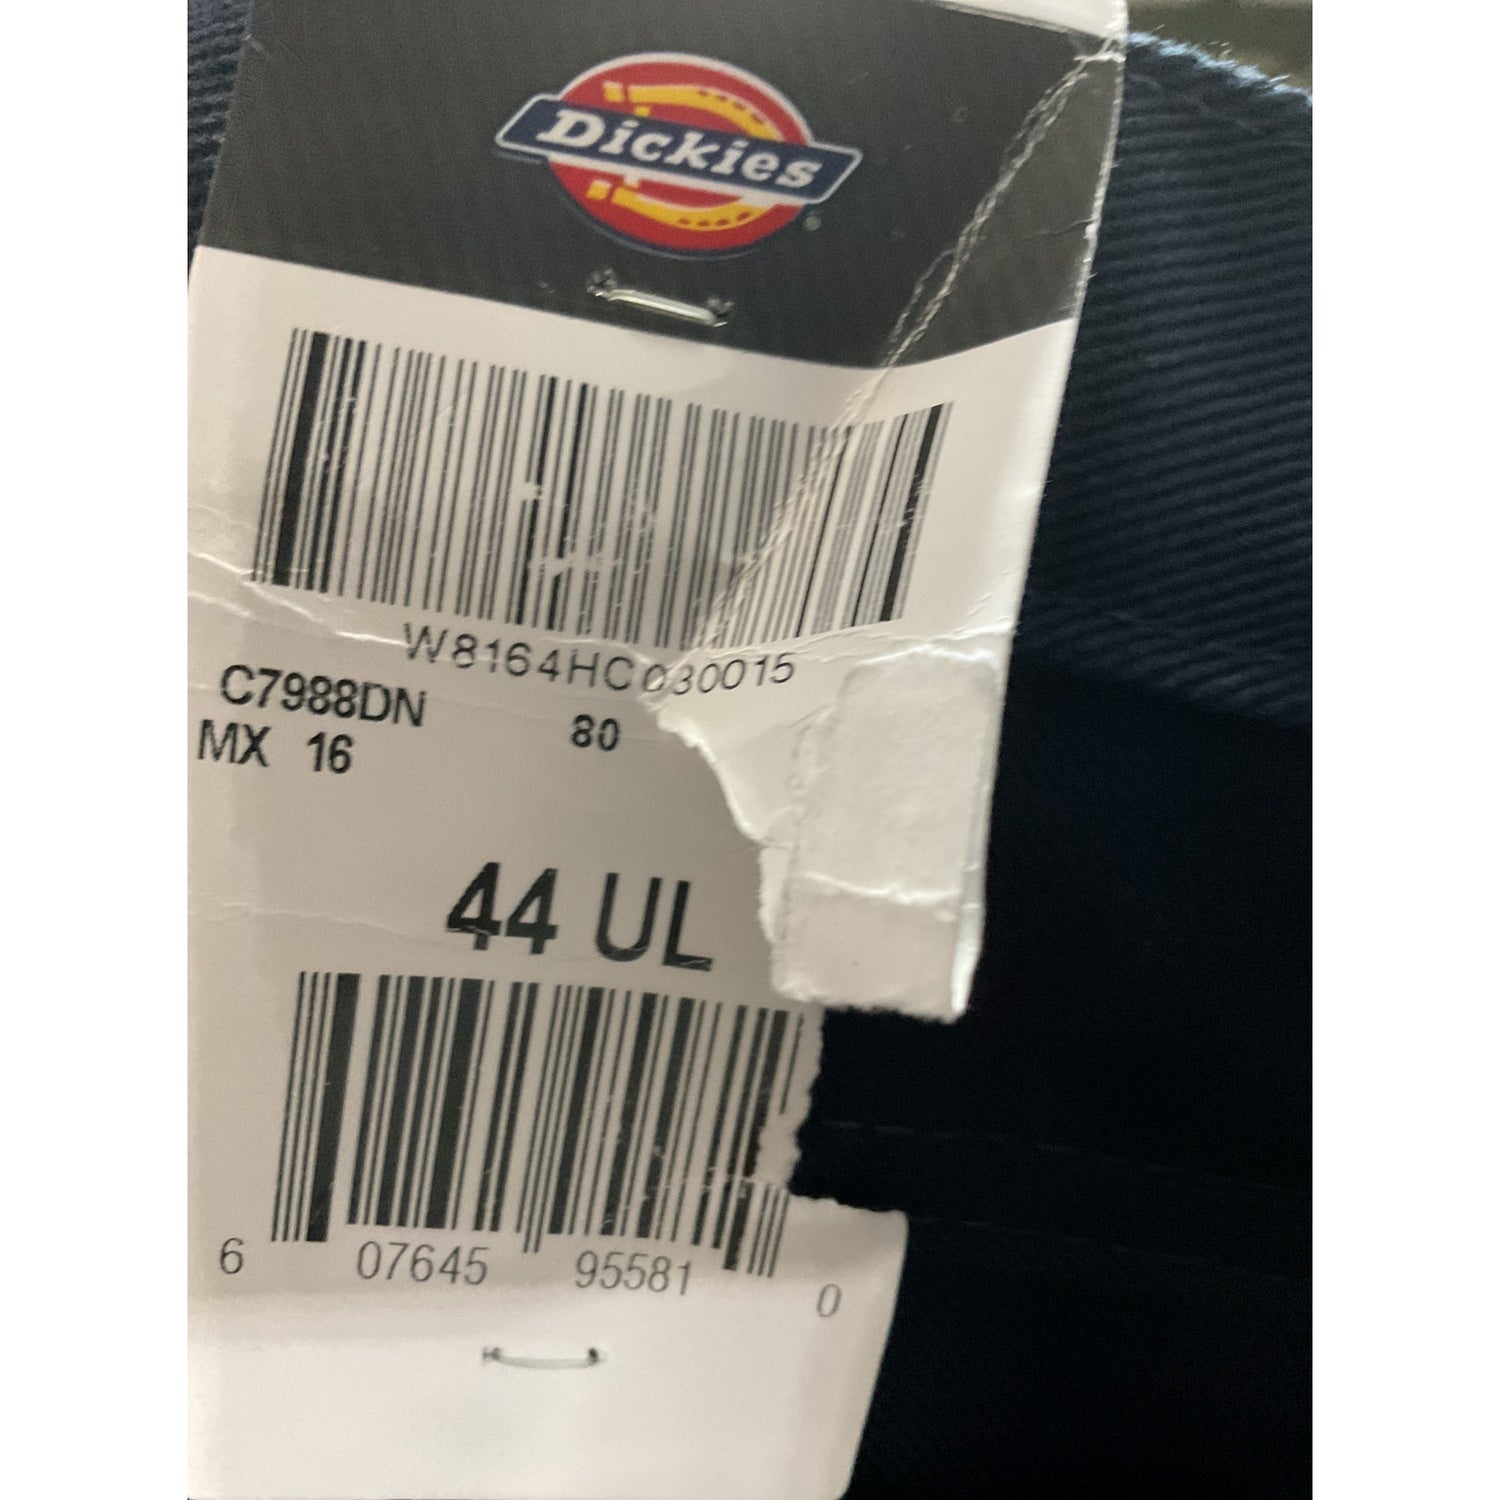 Dickies
W8164HC030015
C7988DN
MX 16 80
44 UL
6 07645 95581 0